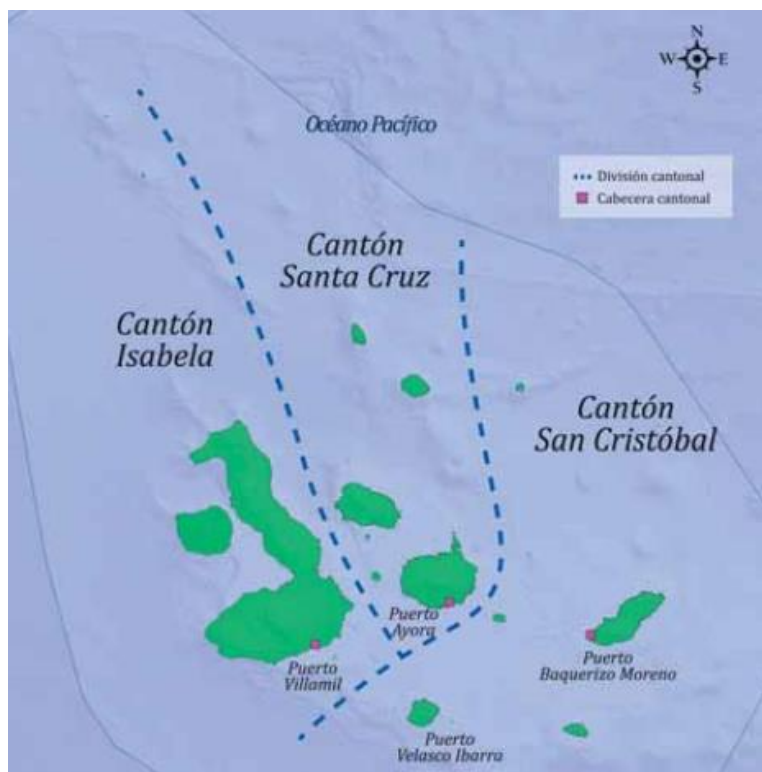 N
W E
S
Océano Pacífico
División cantonal
Cabecera cantonal
Cantón
Santa Cruz
Cantón
Isabela
Cantón
San Cristóbal
Puerto
Ayora
Puerto
Villamil
Puerto
Baquerizo Moreno
Puerto
Velasco Ibarra